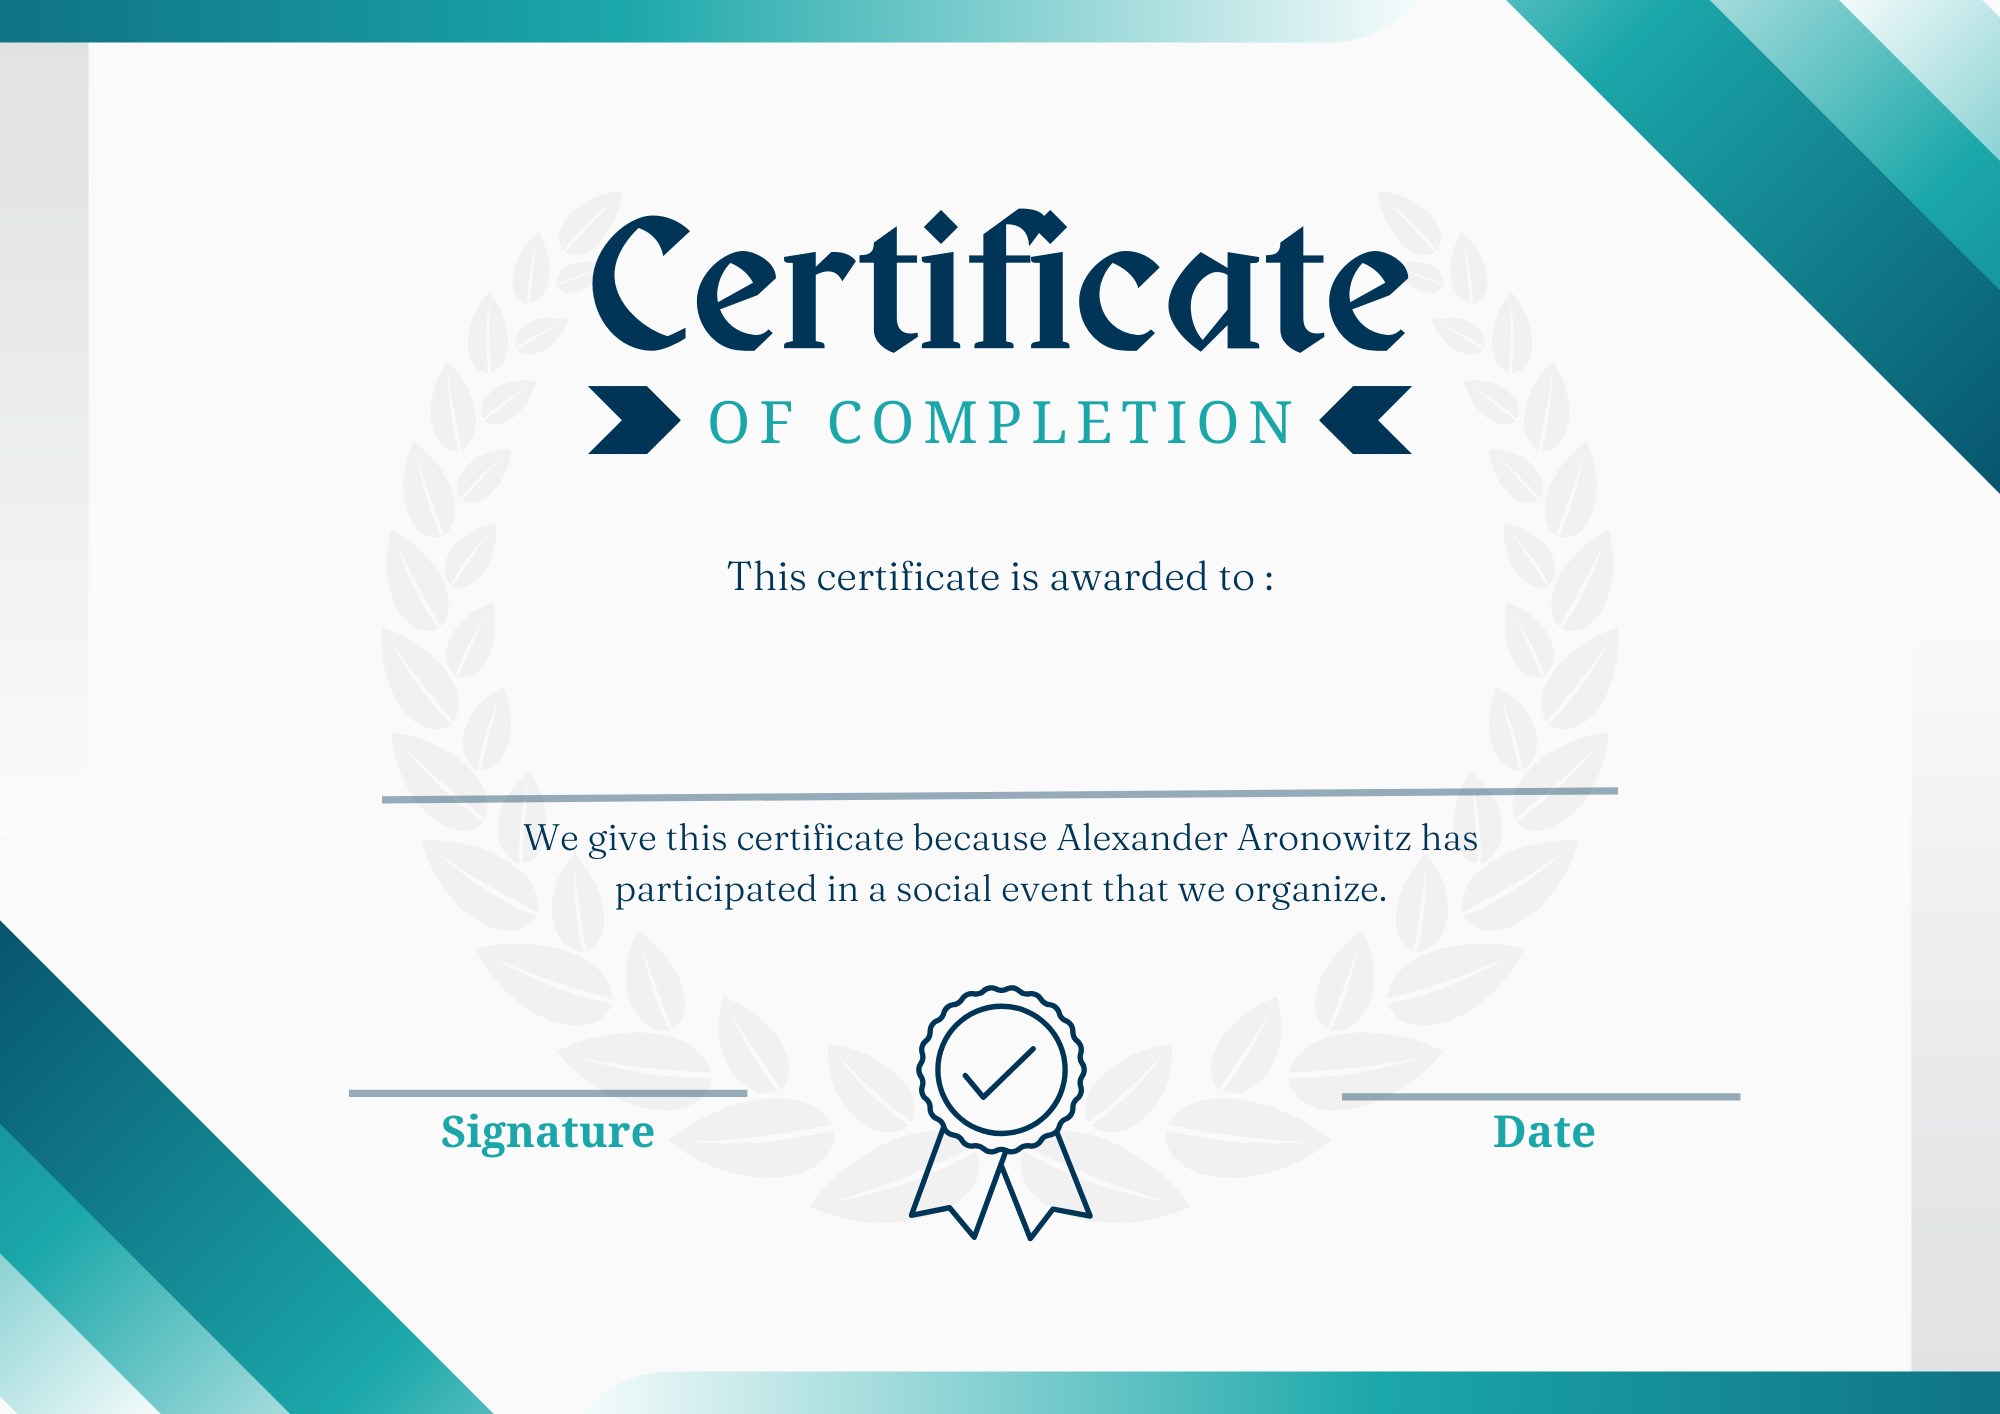 Certificate
OF COMPLETION
This certificate is awarded to :
We give this certificate because Alexander Aronowitz has
participated in a social event that we organize.
Signature
Date